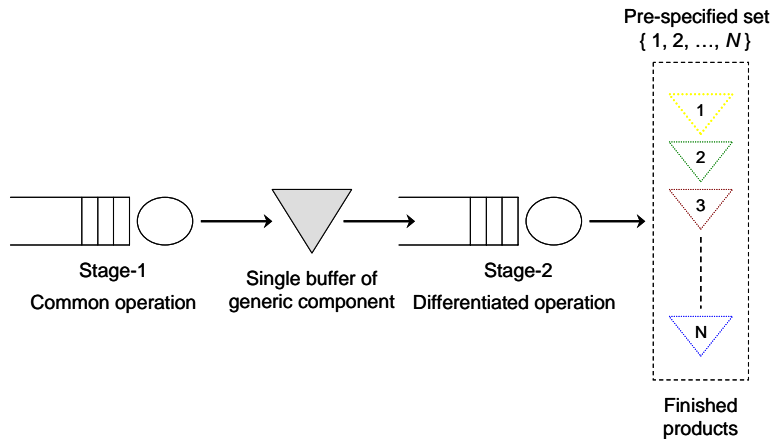 Pre-specified set
{ 1, 2, …, N }
1
2
3
N
Stage-1
Common operation
Single buffer of
generic component
Stage-2
Differentiated operation
Finished
products